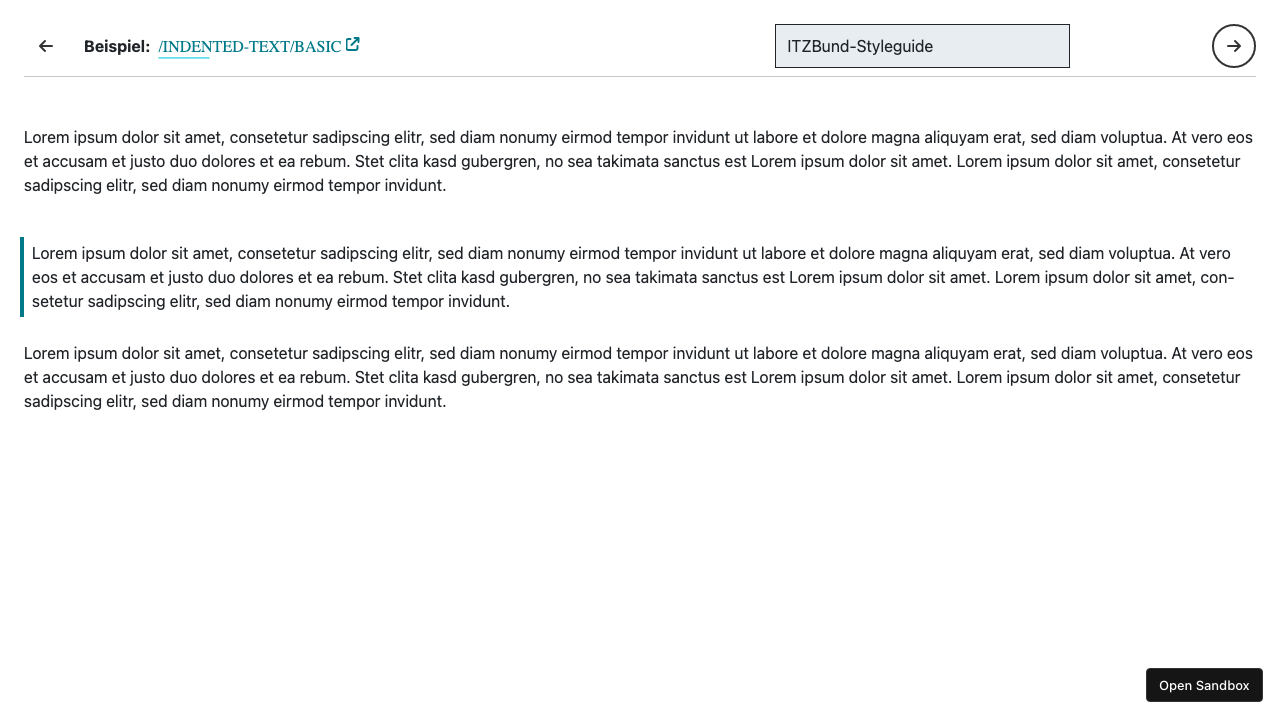 Beispiel: /INDENTED-TEXT/BASIC
ITZBund-Styleguide
Lorem ipsum dolor sit amet, consetetur sadipscing elitr, sed diam nonumy eirmod tempor invidunt ut labore et dolore magna aliquyam erat, sed diam voluptua. At vero eos
et accusam et justo duo dolores et ea rebum. Stet clita kasd gubergren, no sea takimata sanctus est Lorem ipsum dolor sit amet. Lorem ipsum dolor sit amet, consetetur
sadipscing elitr, sed diam nonumy eirmod tempor invidunt.
Lorem ipsum dolor sit amet, consetetur sadipscing elitr, sed diam nonumy eirmod tempor invidunt ut labore et dolore magna aliquyam erat, sed diam voluptua. At vero
eos et accusam et justo duo dolores et ea rebum. Stet clita kasd gubergren, no sea takimata sanctus est Lorem ipsum dolor sit amet. Lorem ipsum dolor sit amet, con-
setetur sadipscing elitr, sed diam nonumy eirmod tempor invidunt.
Lorem ipsum dolor sit amet, consetetur sadipscing elitr, sed diam nonumy eirmod tempor invidunt ut labore et dolore magna aliquyam erat, sed diam voluptua. At vero eos
et accusam et justo duo dolores et ea rebum. Stet clita kasd gubergren, no sea takimata sanctus est Lorem ipsum dolor sit amet. Lorem ipsum dolor sit amet, consetetur
sadipscing elitr, sed diam nonumy eirmod tempor invidunt.
Open Sandbox